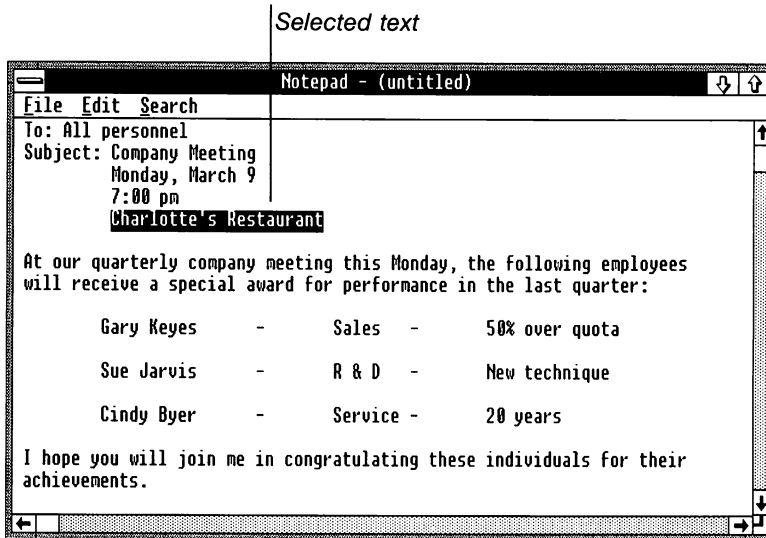 Selected text
Notepad - (untitled)
File Edit Search
To: All personnel
Subject: Company Meeting
Monday, March 9
7:00 pm
Charlotte's Restaurant
At our quarterly company meeting this Monday, the following employees
will receive a special award for performance in the last quarter:
Gary Keyes - Sales - 50% over quota
Sue Jarvis - R & D - New technique
Cindy Byer - Service - 20 years
I hope you will join me in congratulating these individuals for their
achievements.